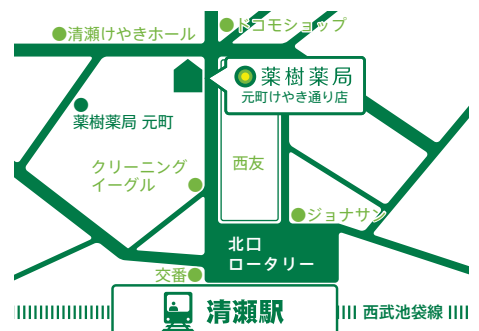 ドコモショップ
清瀬けやきホール
薬樹薬局
元町けやき通り店
薬樹薬局 元町
クリーニング
イーグル
西友
ジョナサン
北口
ロータリー
交番
清瀬駅
西武池袋線